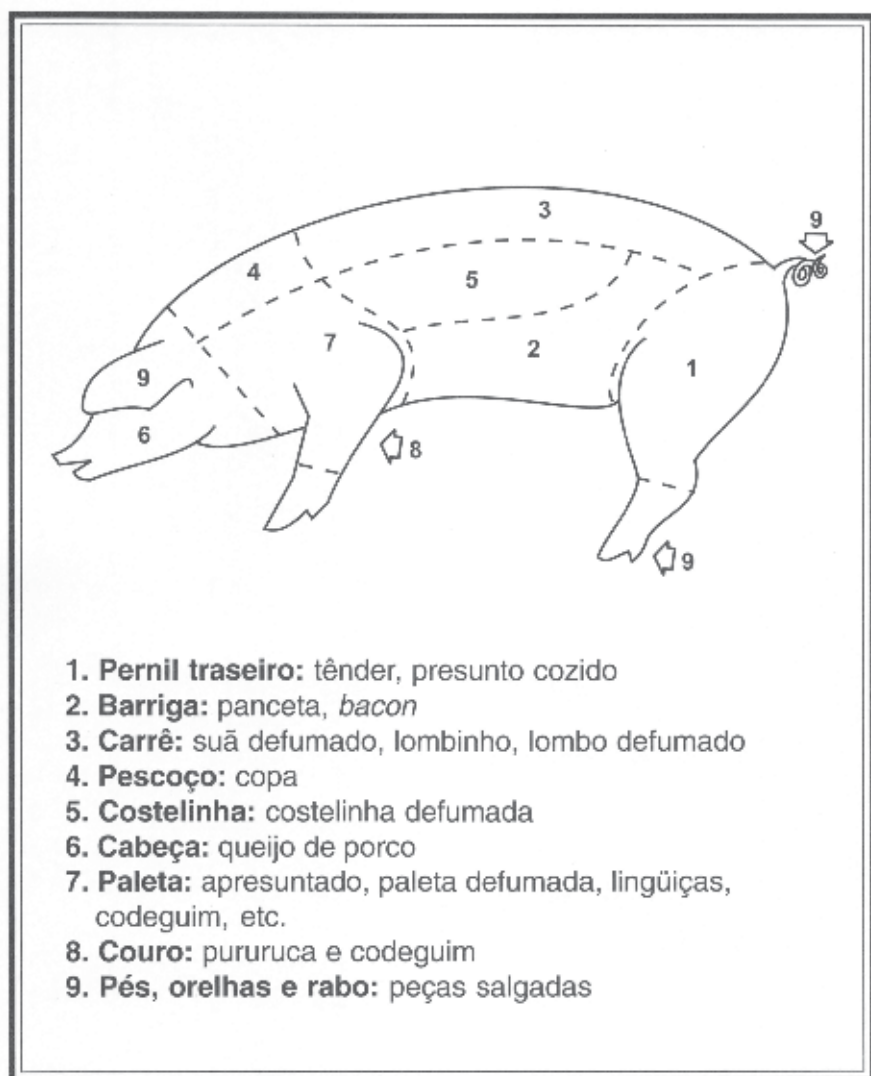 3
9
4
5
7
2
1
9
6
8
9
1. Pernil traseiro: tênder, presunto cozido
2. Barriga: panceta, bacon
3. Carrê: suã defumado, lombinho, lombo defumado
4. Pescoço: copa
5. Costelinha: costelinha defumada
6. Cabeça: queijo de porco
7. Paleta: apresuntado, paleta defumada, lingüiças,
codeguim, etc.
8. Couro: pururuca e codeguim
9. Pés, orelhas e rabo: peças salgadas